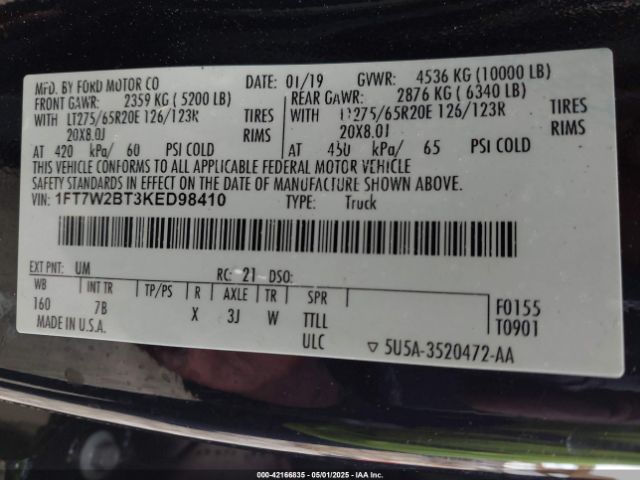 MFD. BY FORD MOTOR CO DATE: 01/19 GVWR: 4536 KG (10000 LB)
FRONT GAWR: 2359 KG ( 5200 LB) REAR GAWR: 2876 KG ( 6340 LB)
WITH LT275/65R20E 126/123R TIRES WITH LT275/65R20E 126/123R TIRES
20X8.0J RIMS 20X8.0J RIMS
AT 420 kPa/ 60 PSI COLD AT 450 kPa/ 65 PSI COLD
THIS VEHICLE CONFORMS TO ALL APPLICABLE FEDERAL MOTOR VEHICLE
SAFETY STANDARDS IN EFFECT ON THE DATE OF MANUFACTURE SHOWN ABOVE.
VIN: 1FT7W2BT3KED98410 TYPE: Truck
EXT PNT: UM RC: 21 DSO:
WB INT TR TP/PS R AXLE TR SPR F0155
160 7B X 3J W TTLL T0901
MADE IN U.S.A. ULC ▽ 5U5A-3520472-AA
000-42166835 05/01/2025 Copyright © IAA, LLC